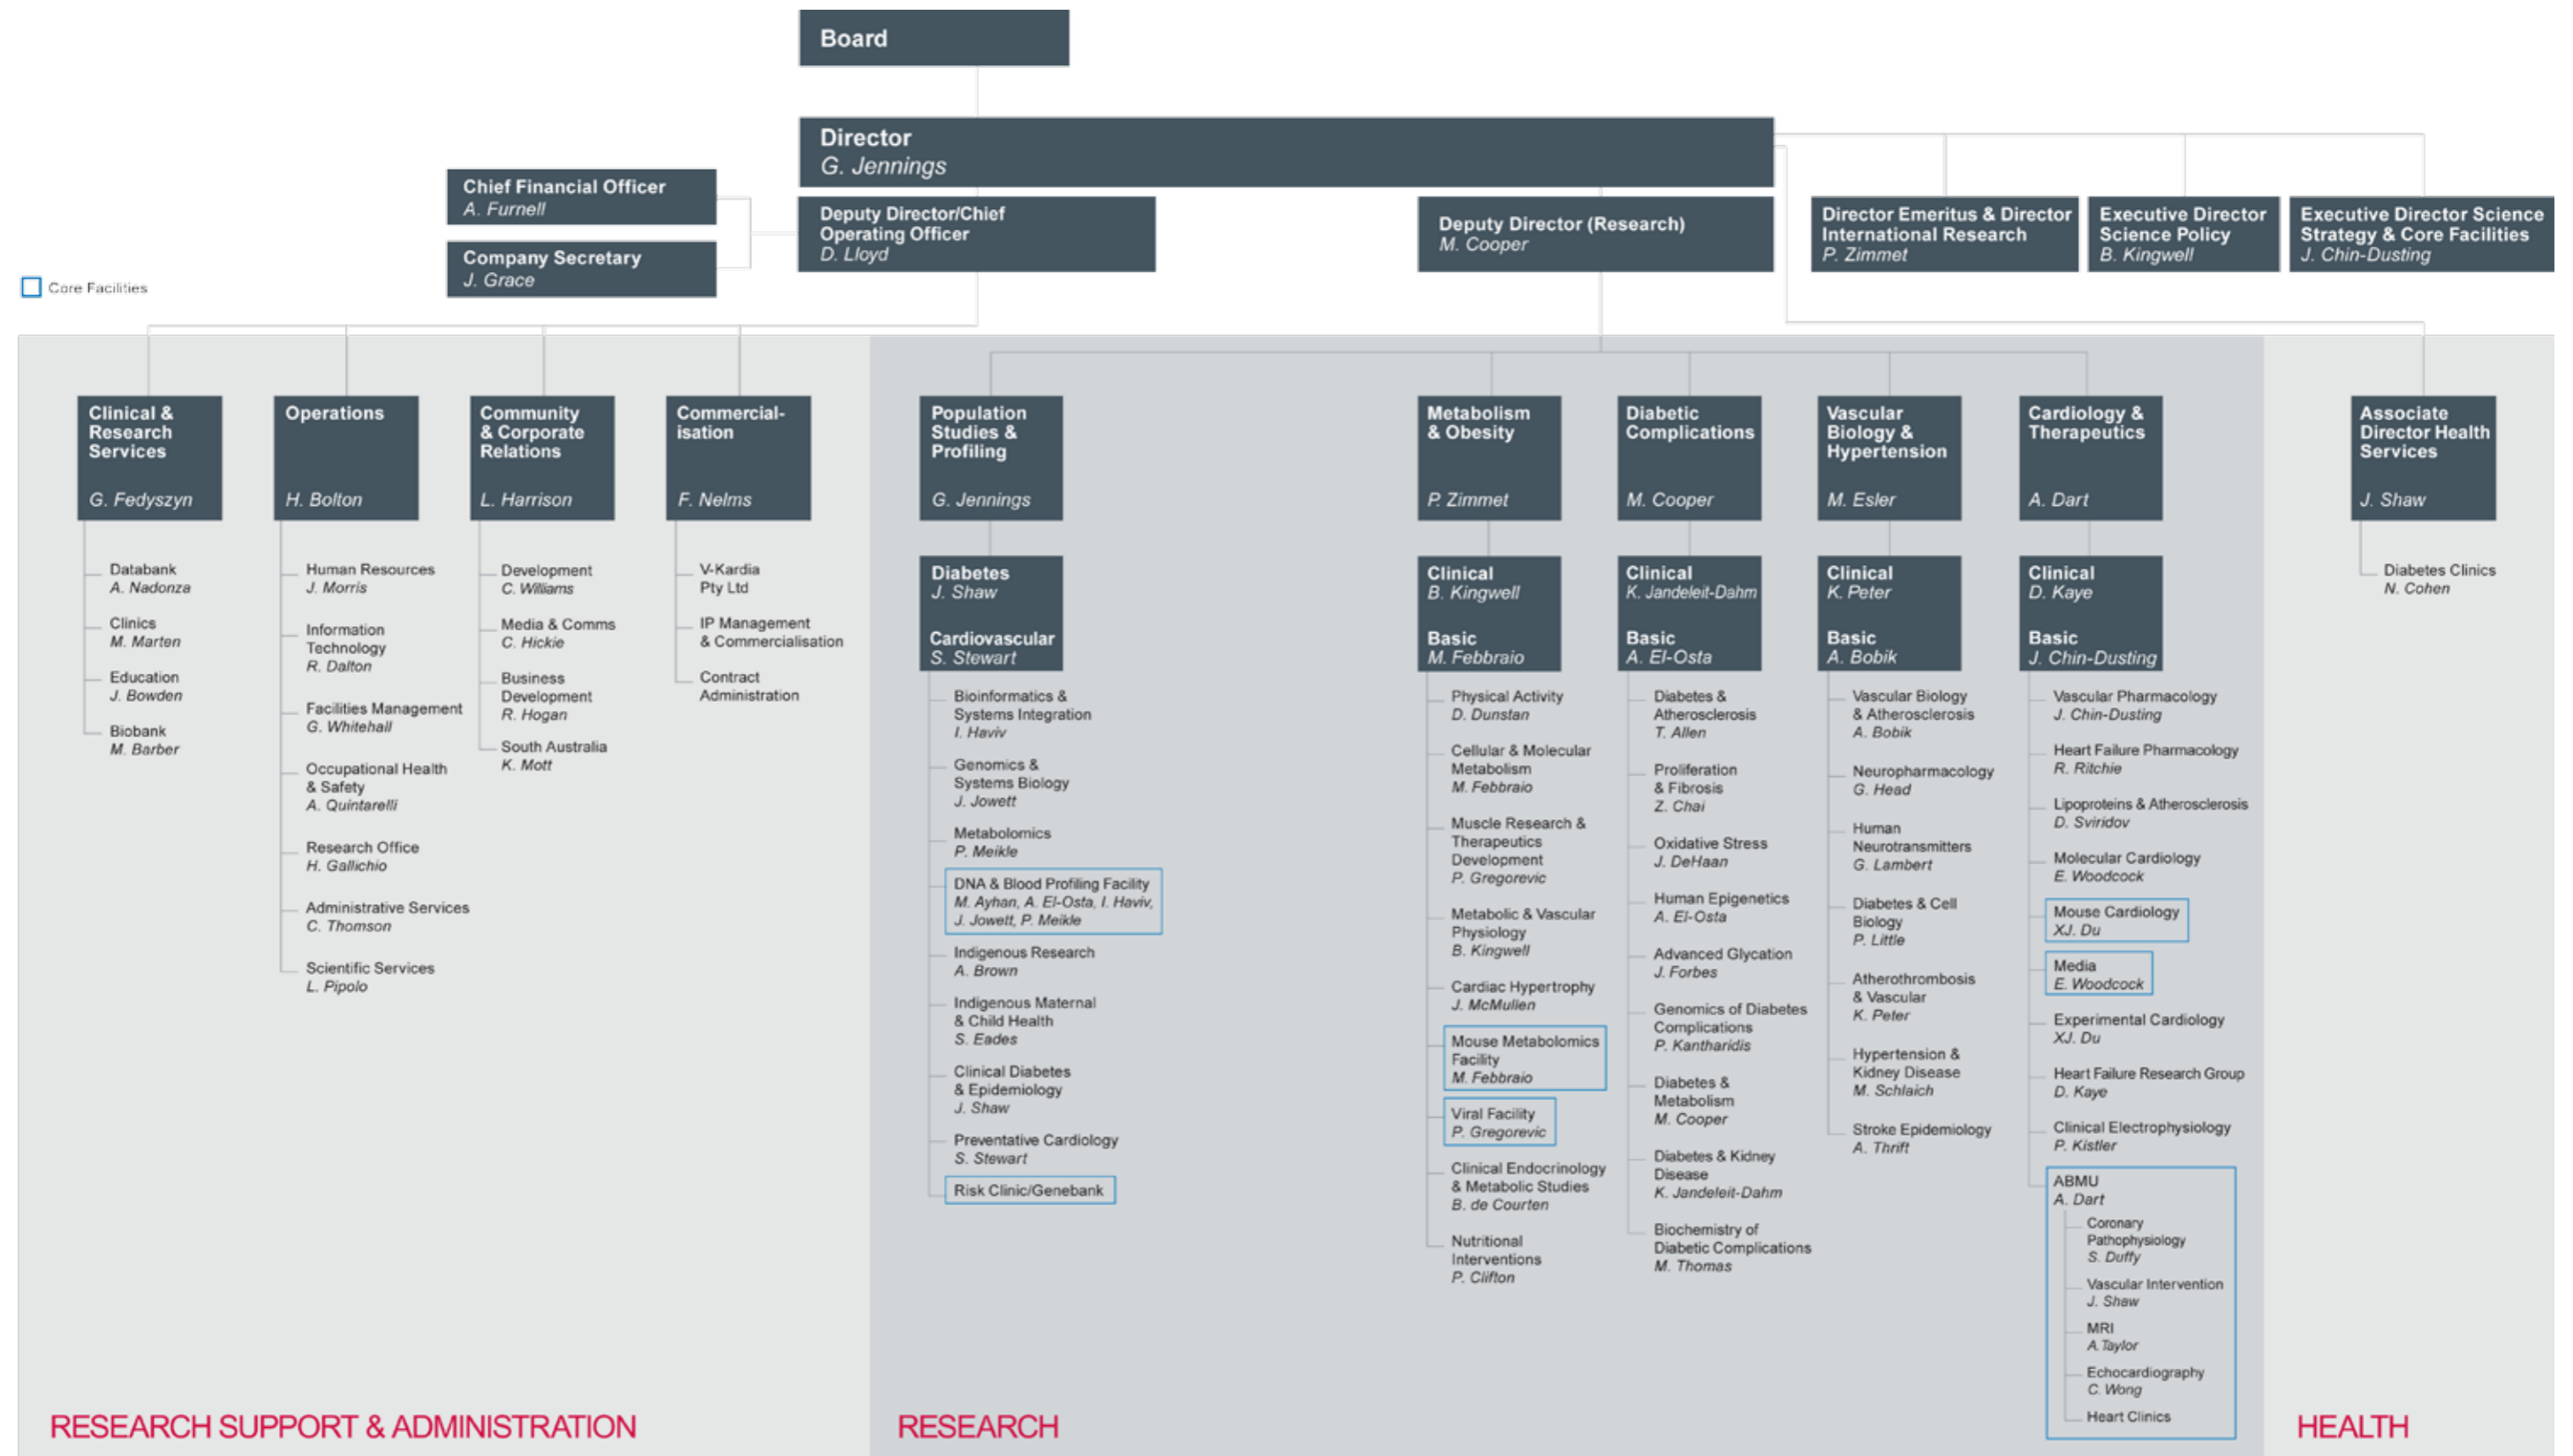 Board
Director
G. Jennings
Chief Financial Officer
A. Furnell
Company Secretary
J. Grace
Deputy Director/Chief
Operating Officer
D. Lloyd
Deputy Director (Research)
M. Cooper
Director Emeritus & Director
International Research
P. Zimmet
Executive Director
Science Policy
B. Kingwell
Executive Director Science
Strategy & Core Facilities
J. Chin-Dusting
Core Facilities
Clinical &
Research
Services
G. Fedyszyn
Databank
A. Nadonza
Clinics
M. Marten
Education
J. Bowden
Biobank
M. Barber
Operations
H. Bolton
Human Resources
J. Morris
Information
Technology
R. Dalton
Facilities Management
G. Whitehall
Occupational Health
& Safety
A. Quintarelli
Research Office
H. Gallichio
Administrative Services
C. Thomson
Scientific Services
L. Pipolo
Community
& Corporate
Relations
L. Harrison
Development
C. Williams
Media & Comms
C. Hickie
Business
Development
R. Hogan
South Australia
K. Mott
Commercial-
isation
F. Nelms
V-Kardia
Pty Ltd
IP Management
& Commercialisation
Contract
Administration
Population
Studies &
Profiling
G. Jennings
Diabetes
J. Shaw
Cardiovascular
S. Stewart
Bioinformatics &
Systems Integration
I. Haviv
Genomics &
Systems Biology
J. Jowett
Metabolomics
P. Meikle
DNA & Blood Profiling Facility
M. Ayhan, A. El-Osta, I. Haviv,
J. Jowett, P. Meikle
Indigenous Research
A. Brown
Indigenous Maternal
& Child Health
S. Eades
Clinical Diabetes
& Epidemiology
J. Shaw
Preventative Cardiology
S. Stewart
Risk Clinic/Genebank
Metabolism
& Obesity
P. Zimmet
Clinical
B. Kingwell
Basic
M. Febbraio
Physical Activity
D. Dunstan
Cellular & Molecular
Metabolism
M. Febbraio
Muscle Research &
Therapeutics
Development
P. Gregorevic
Metabolic & Vascular
Physiology
B. Kingwell
Cardiac Hypertrophy
J. McMullen
Mouse Metabolomics
Facility
M. Febbraio
Viral Facility
P. Gregorevic
Clinical Endocrinology
& Metabolic Studies
B. de Courten
Nutritional
Interventions
P. Clifton
Diabetic
Complications
M. Cooper
Clinical
K. Jandeleit-Dahm
Basic
A. El-Osta
Diabetes &
Atherosclerosis
T. Allen
Proliferation
& Fibrosis
Z. Chai
Oxidative Stress
J. DeHaan
Human Epigenetics
A. El-Osta
Advanced Glycation
J. Forbes
Genomics of Diabetes
Complications
P. Kantharidis
Diabetes &
Metabolism
M. Cooper
Diabetes & Kidney
Disease
K. Jandeleit-Dahm
Biochemistry of
Diabetic Complications
M. Thomas
Vascular
Biology &
Hypertension
M. Esler
Clinical
K. Peter
Basic
A. Bobik
Vascular Biology
& Atherosclerosis
A. Bobik
Neuropharmacology
G. Head
Human
Neurotransmitters
G. Lambert
Diabetes & Cell
Biology
P. Little
Atherothrombosis
& Vascular
K. Peter
Hypertension &
Kidney Disease
M. Schlaich
Stroke Epidemiology
A. Thrift
Cardiology &
Therapeutics
A. Dart
Clinical
D. Kaye
Basic
J. Chin-Dusting
Vascular Pharmacology
J. Chin-Dusting
Heart Failure Pharmacology
R. Ritchie
Lipoproteins & Atherosclerosis
D. Sviridov
Molecular Cardiology
E. Woodcock
Mouse Cardiology
XJ. Du
Media
E. Woodcock
Experimental Cardiology
XJ. Du
Heart Failure Research Group
D. Kaye
Clinical Electrophysiology
P. Kistler
ABMU
A. Dart
Coronary
Pathophysiology
S. Duffy
Vascular Intervention
J. Shaw
MRI
A.Taylor
Echocardiography
C. Wong
Heart Clinics
Associate
Director Health
Services
J. Shaw
Diabetes Clinics
N. Cohen
RESEARCH SUPPORT & ADMINISTRATION
RESEARCH
HEALTH